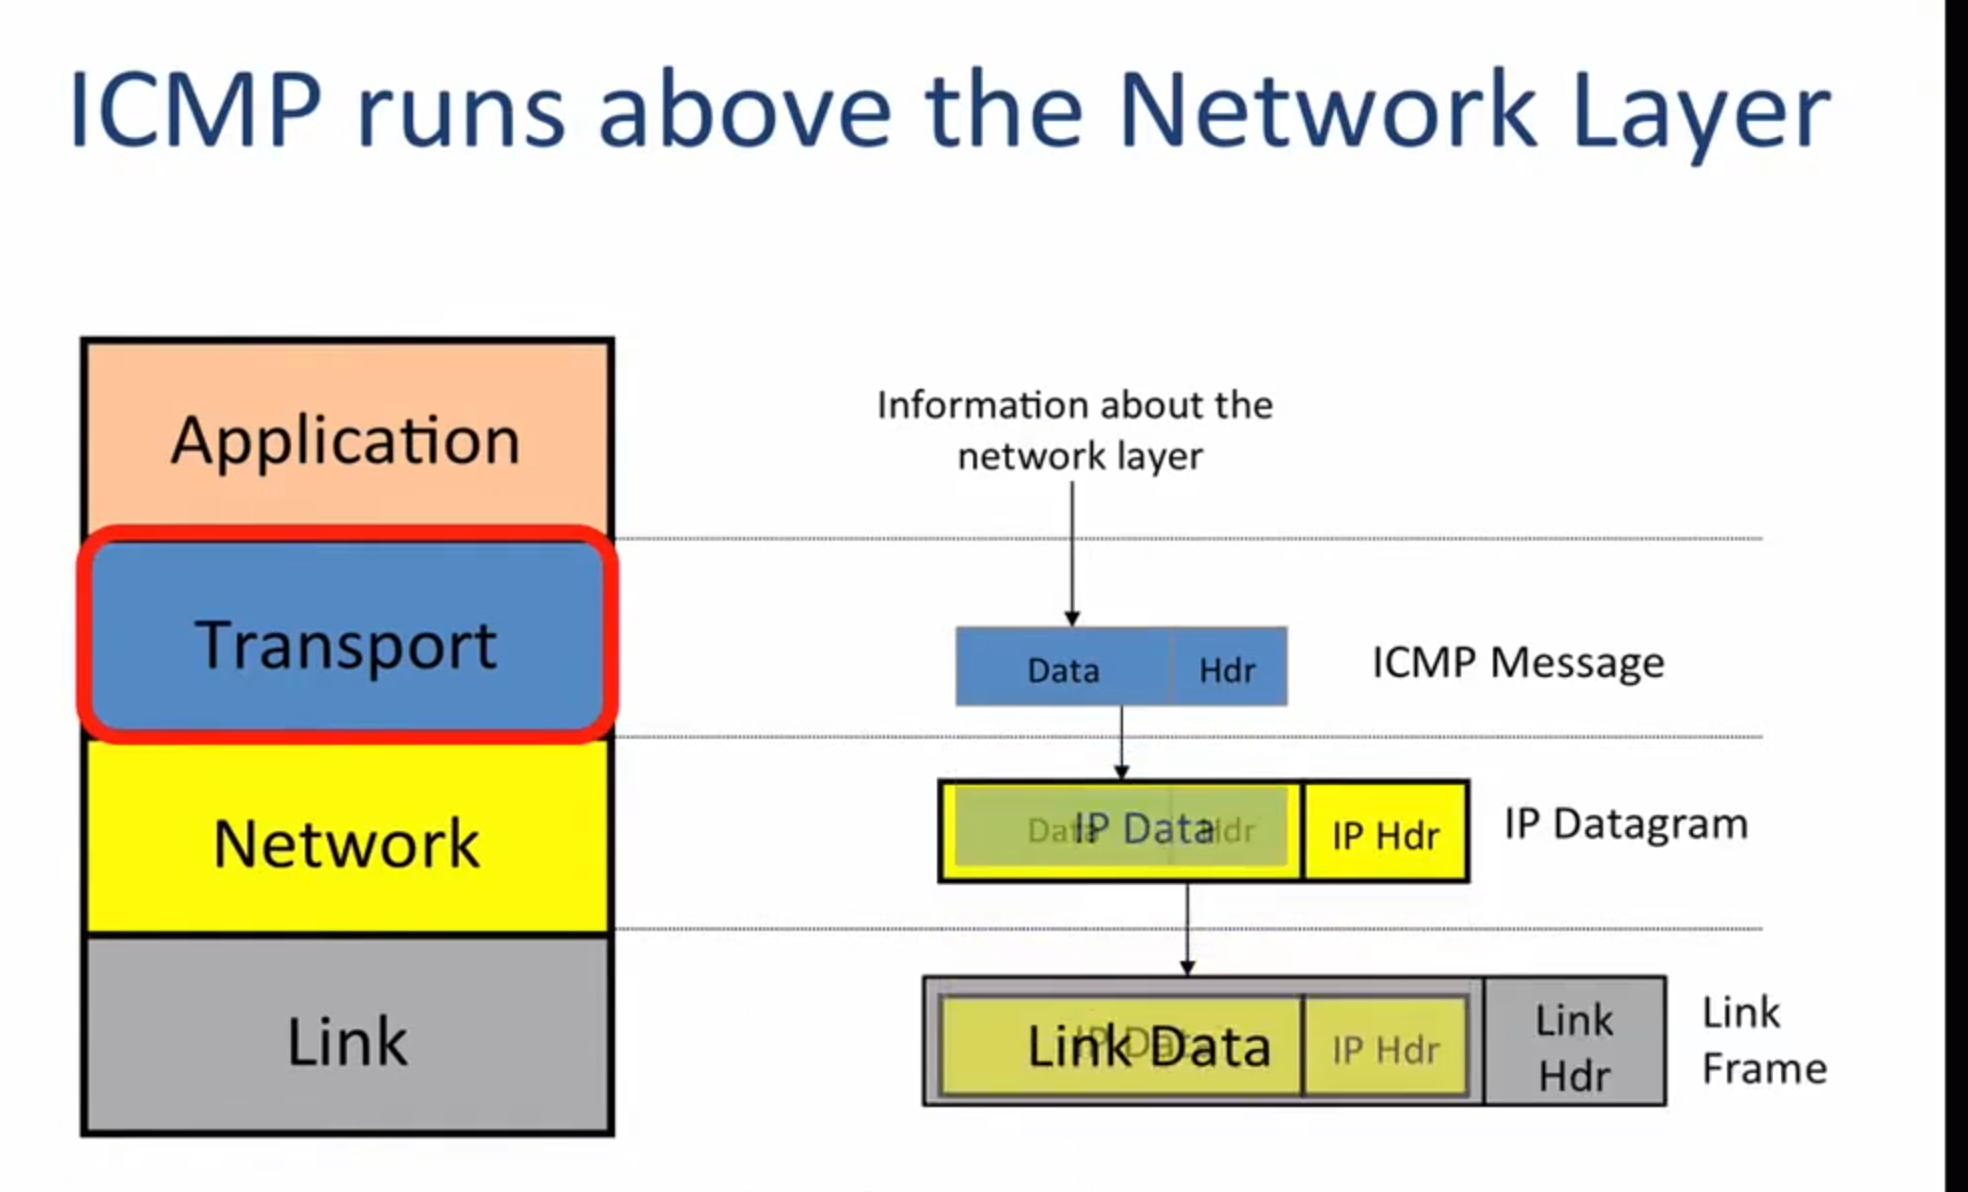 ICMP runs above the Network Layer
Application
Transport
Network
Link
Information about the
network layer
Data Hdr
ICMP Message
Data Hdr
IP Data
IP Hdr
IP Datagram
IP Data
Link Data
IP Hdr
Link
Hdr
Link
Frame